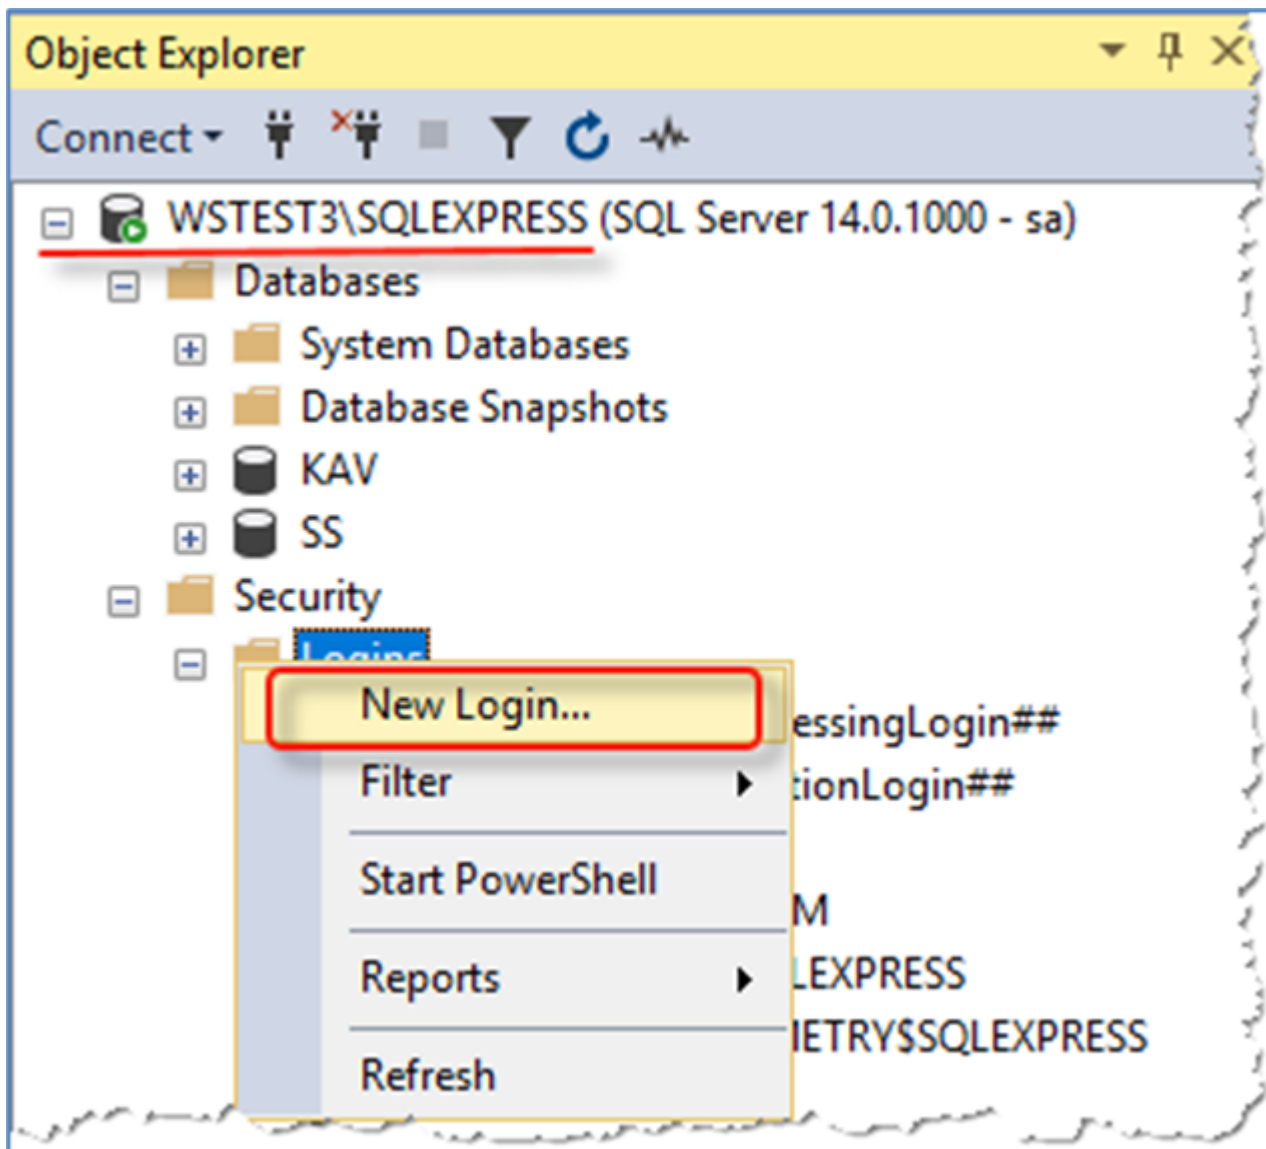 Object Explorer
Connect
WSTEST3\SQLEXPRESS (SQL Server 14.0.1000 - sa)
Databases
System Databases
Database Snapshots
KAV
SS
Security
Logins
New Login...
essingLogin##
Filter
tionLogin##
Start PowerShell
M
LEXPRESS
Reports
IETRY$SQLEXPRESS
Refresh